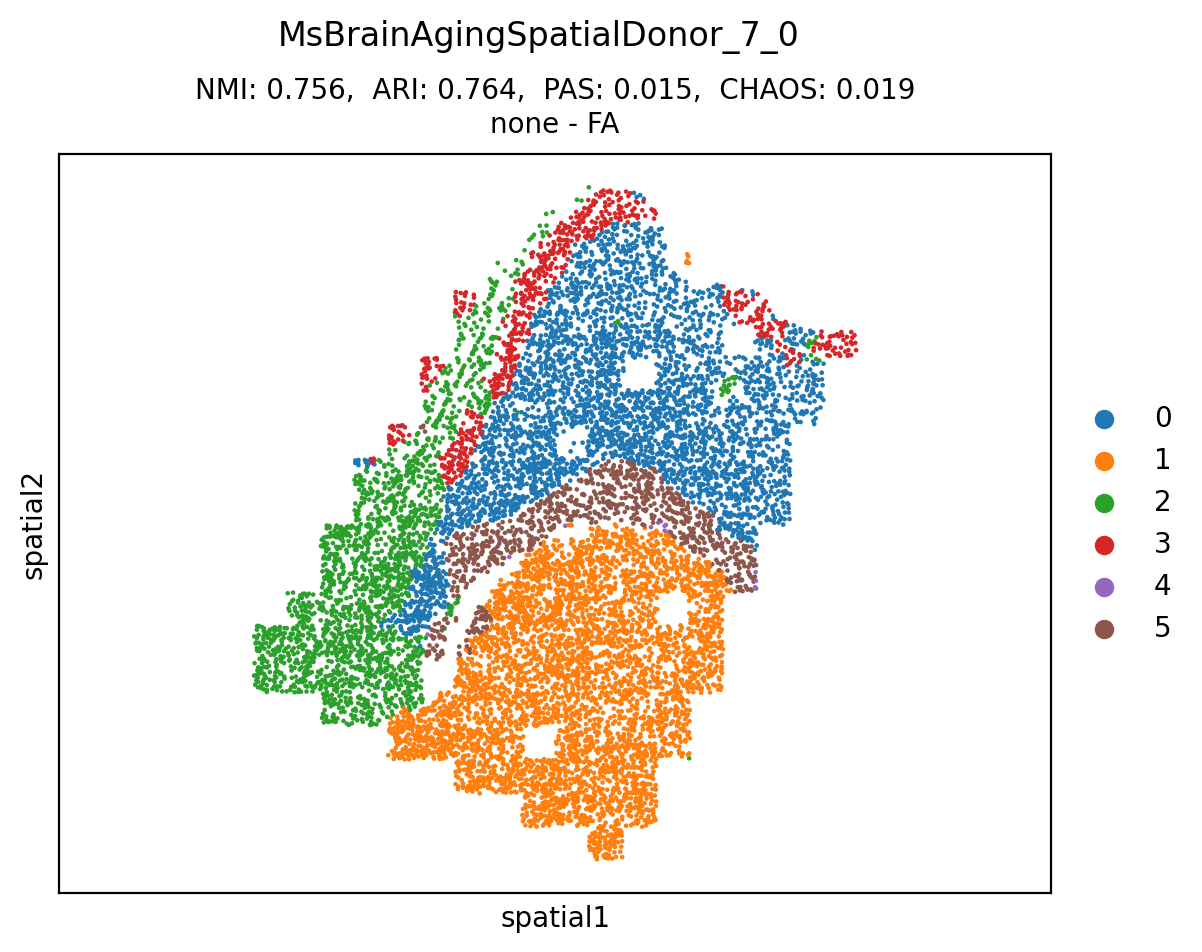 MsBrainAgingSpatialDonor_7_0
NMI: 0.756,  ARI: 0.764,  PAS: 0.015,  CHAOS: 0.019
none - FA
spatial2
0
1
2
3
4
5
spatial1